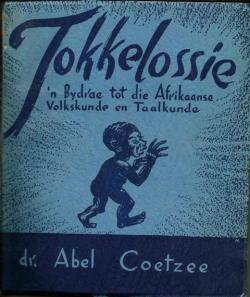 Tokkelossie
'n Bydrae tot die Afrikaanse
Volkskunde en Taalkunde
dr. Abel Coetzee